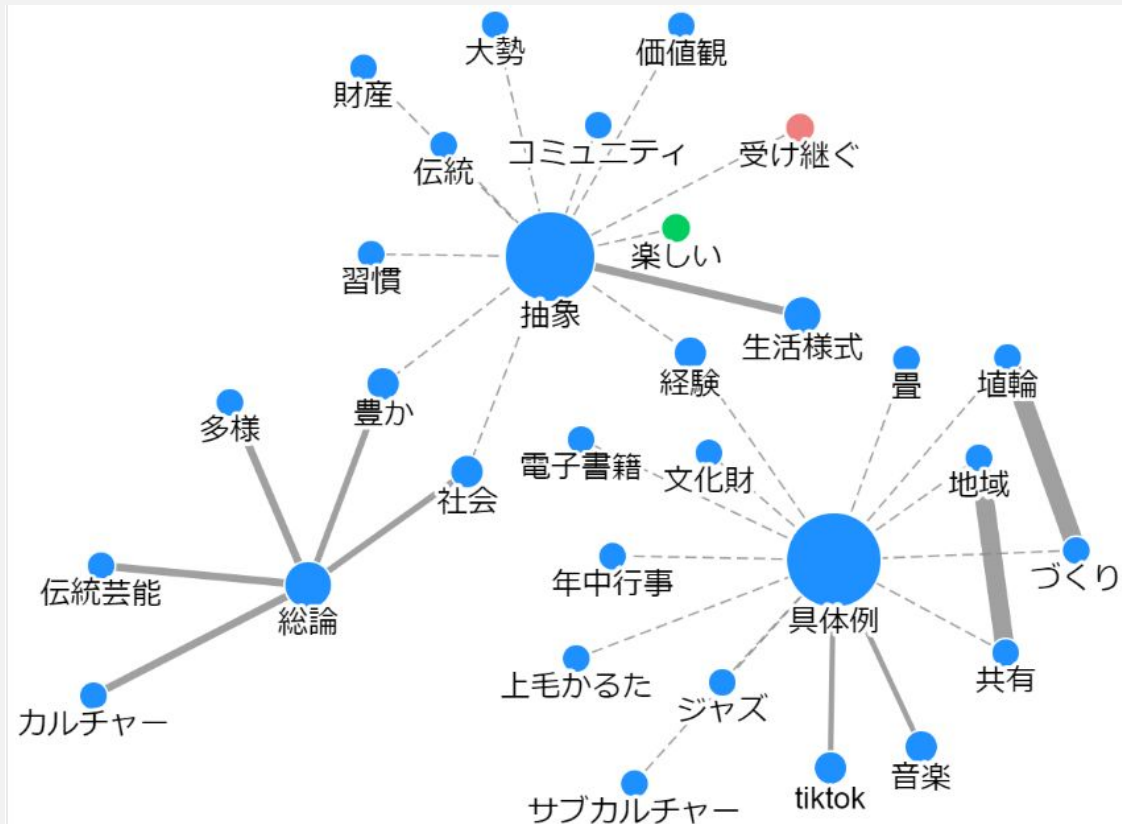 大勢
価値観
財産
コミュニティ
受け継ぐ
伝統
楽しい
習慣
抽象
生活様式
経験
畳
埴輪
豊か
多様
電子書籍
文化財
地域
社会
年中行事
づくり
伝統芸能
総論
具体例
共有
上毛かるた
ジャズ
カルチャー
音楽
tiktok
サブカルチャー